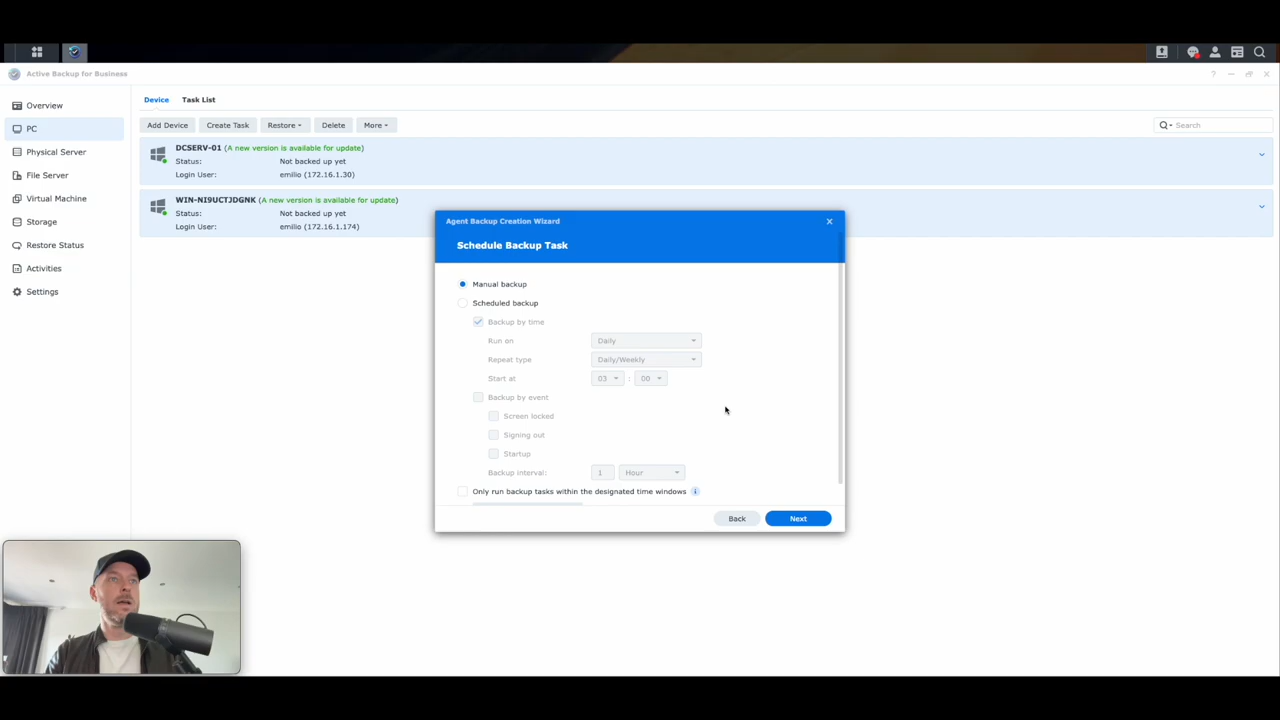 Active Backup for Business
Overview
PC
Physical Server
File Server
Virtual Machine
Storage
Restore Status
Activities
Settings
Device Task List
Add Device Create Task Restore Delete More Search
DCSERV-01 (A new version is available for update)
Status: Not backed up yet
Login User: emilio (172.16.1.30)
WIN-NI9UCTJDGNK (A new version is available for update)
Status: Not backed up yet
Login User: emilio (172.16.1.174)
Agent Backup Creation Wizard
Schedule Backup Task
Manual backup
Scheduled backup
Backup by time
Run on Daily
Repeat type Daily/Weekly
Start at 03 : 00
Backup by event
Screen locked
Signing out
Startup
Backup interval: 1 Hour
Only run backup tasks within the designated time windows
Back Next